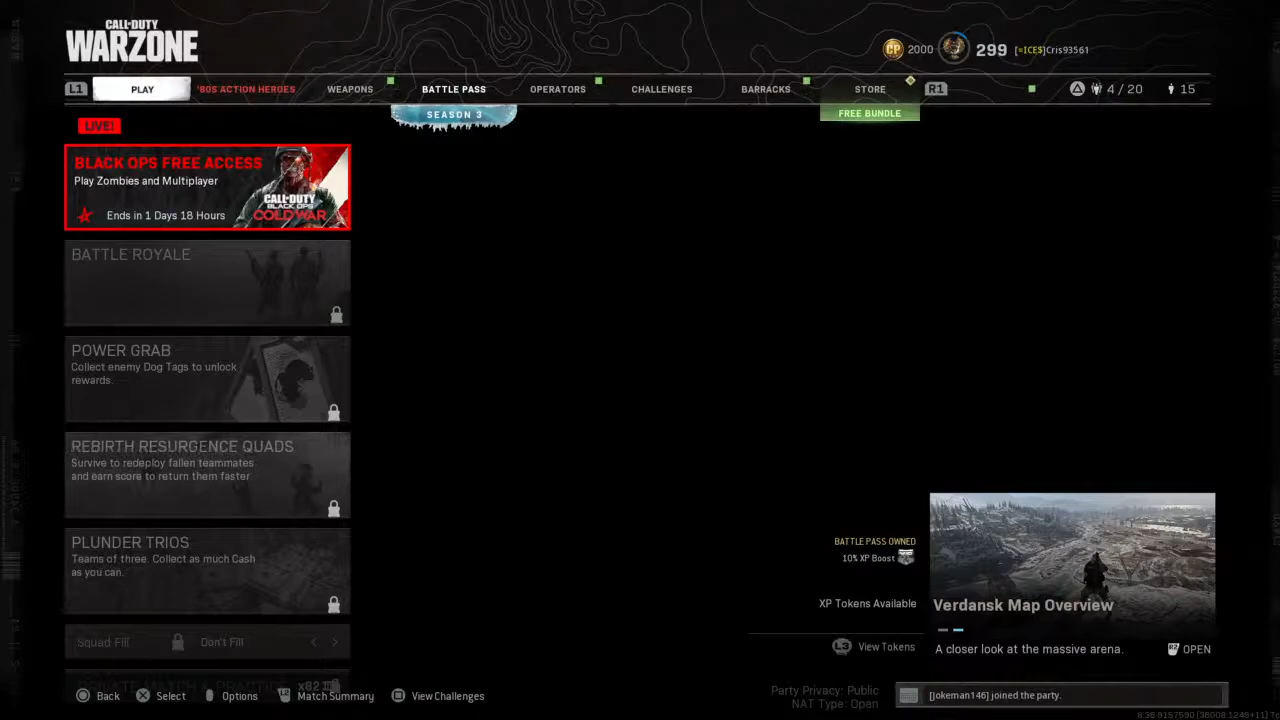 CALL·DUTY
WARZONE
CP 2000 299 [=ICE$]Cris93561
L1 PLAY '80S ACTION HEROES WEAPONS BATTLE PASS OPERATORS CHALLENGES BARRACKS STORE R1 4 / 20 15
SEASON 3
FREE BUNDLE
LIVE!
BLACK OPS FREE ACCESS
Play Zombies and Multiplayer
CALL·DUTY
BLACK OPS
COLD WAR
Ends in 1 Days 18 Hours
BATTLE ROYALE
POWER GRAB
Collect enemy Dog Tags to unlock
rewards.
REBIRTH RESURGENCE QUADS
Survive to redeploy fallen teammates
and earn score to return them faster
PLUNDER TRIOS
Teams of three. Collect as much Cash
as you can.
Squad Fill Don't Fill
x82
BATTLE PASS OWNED
10% XP Boost
XP Tokens Available
L3 View Tokens
Verdansk Map Overview
A closer look at the massive arena. R2 OPEN
Back Select Options L2 Match Summary View Challenges
Party Privacy: Public
NAT Type: Open
[Jokeman146] joined the party.